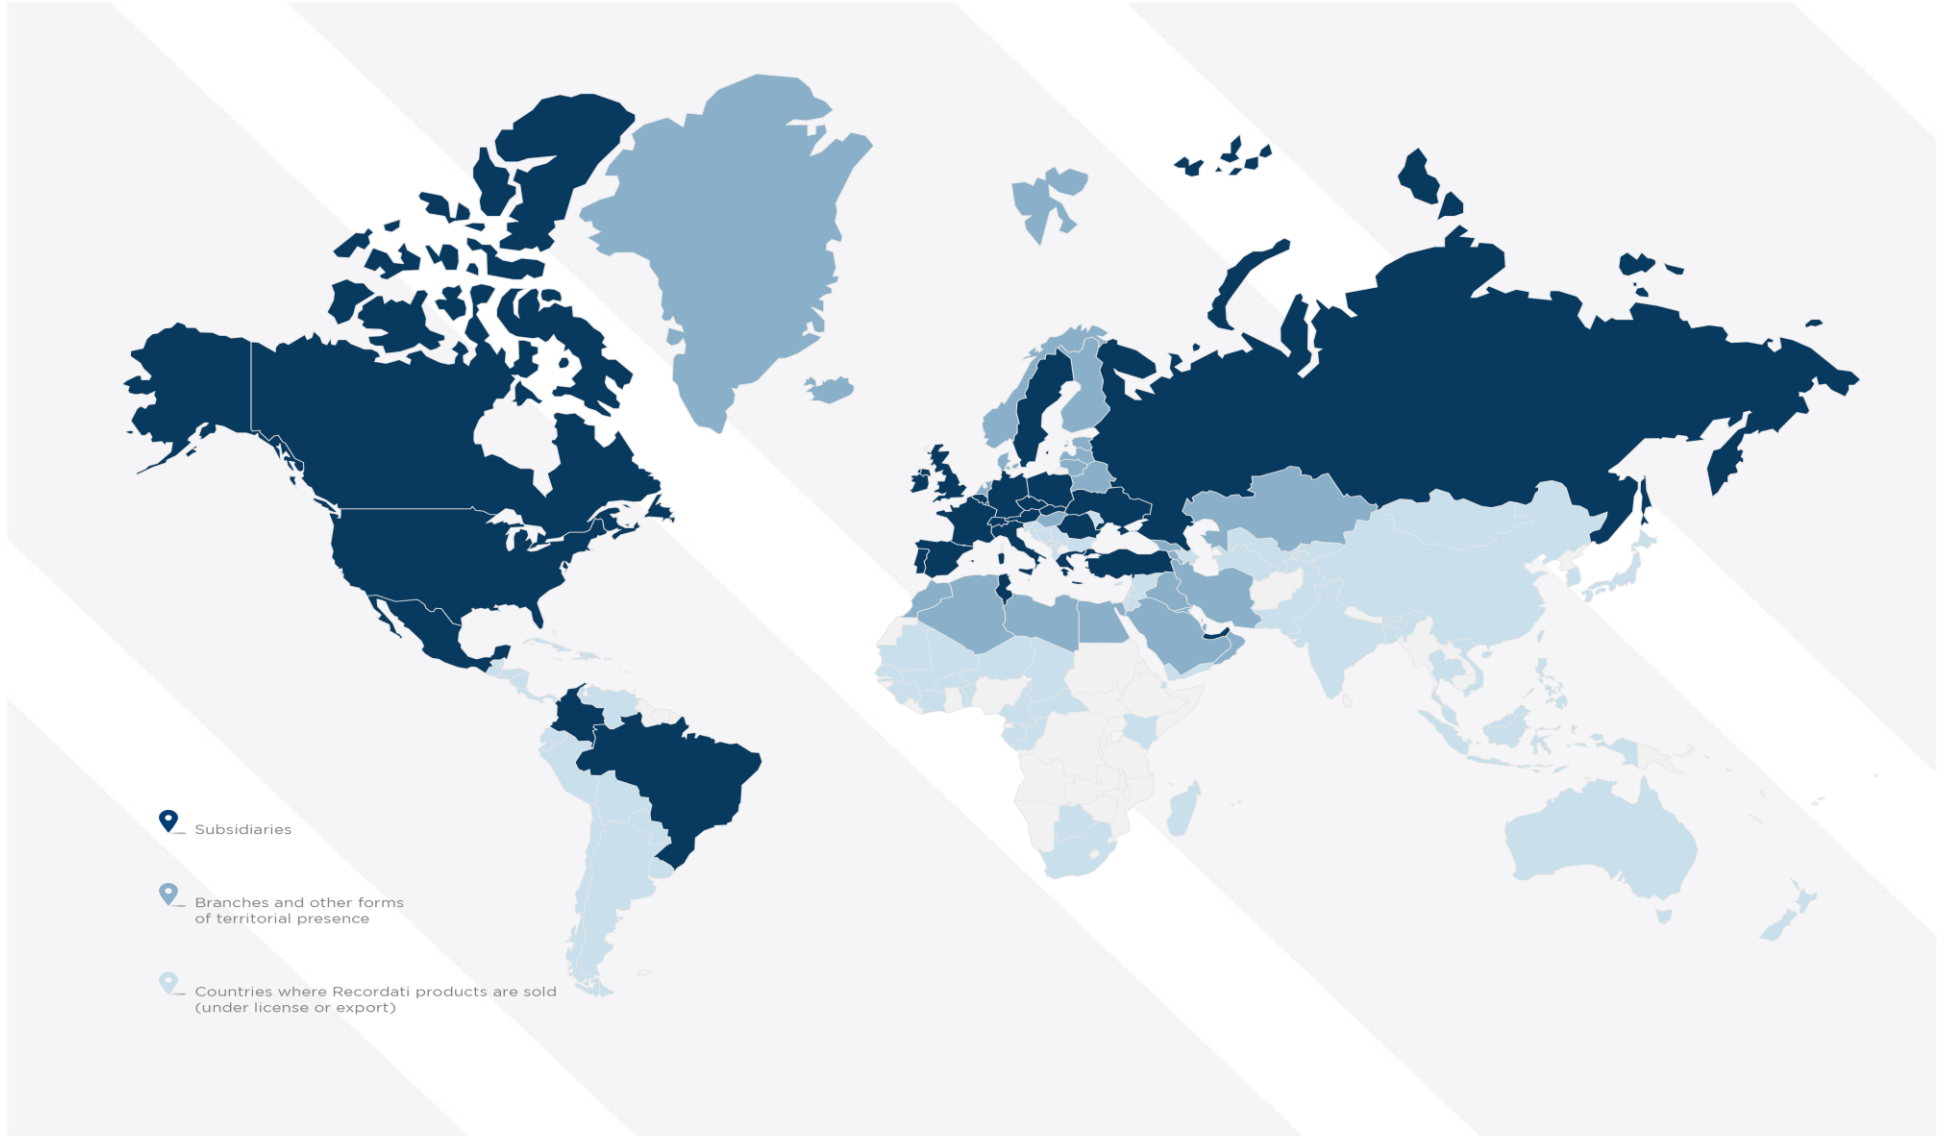 Subsidiaries
Branches and other forms
of territorial presence
Countries where Recordati products are sold
(under license or export)